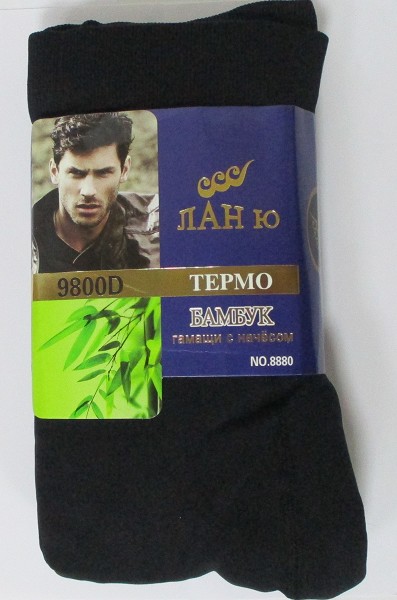 ЛАН ю
9800D ТЕРМО
БАМБУК
гамаши с начёсом
NO.8880